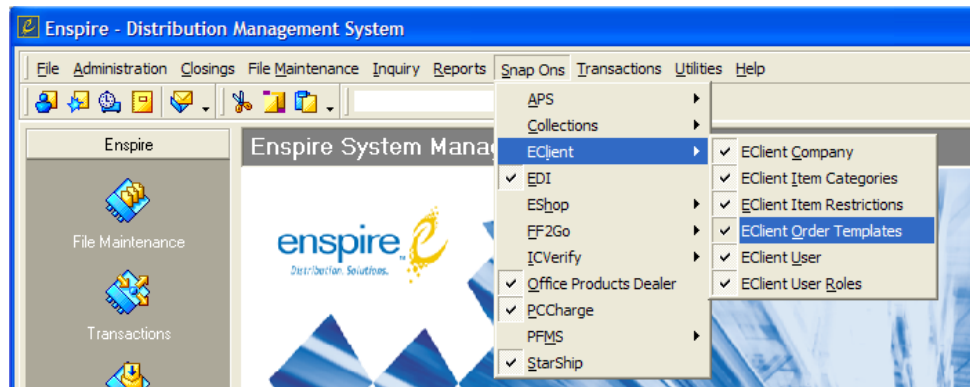 Enspire - Distribution Management System
File Administration Closings File Maintenance Inquiry Reports Snap Ons Transactions Utilities Help
Enspire
Enspire System Mana
File Maintenance
Transactions
enspire
Distribution. Solutions.
APS
Collections
EClient
EDI
EShop
FF2Go
ICVerify
Office Products Dealer
PCCharge
PFMS
StarShip
EClient Company
EClient Item Categories
EClient Item Restrictions
EClient Order Templates
EClient User
EClient User Roles